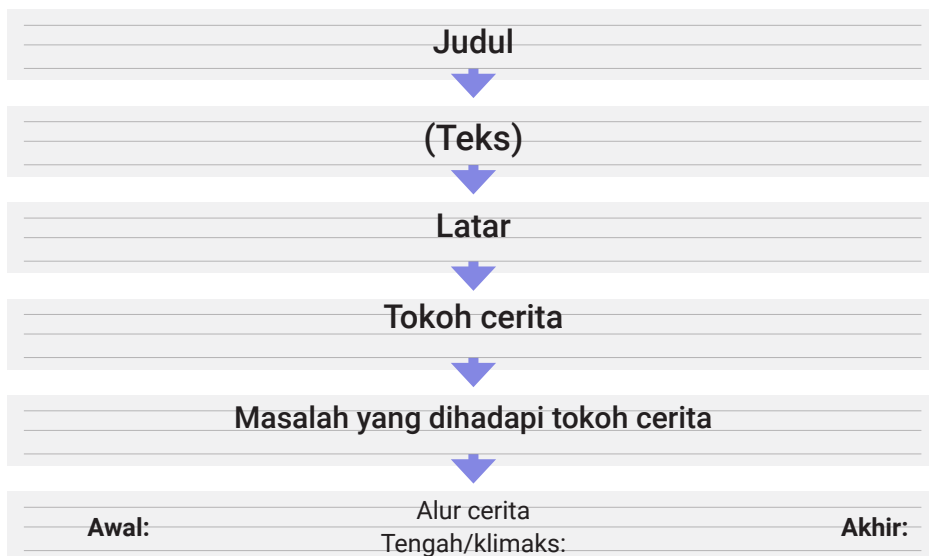 Judul
(Teks)
Latar
Tokoh cerita
Masalah yang dihadapi tokoh cerita
Alur cerita
Awal:
Tengah/klimaks:
Akhir: